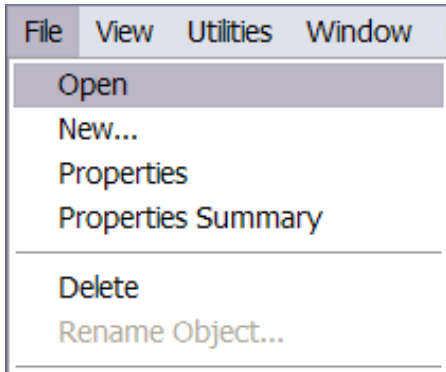 File View Utilities Window
Open
New...
Properties
Properties Summary
Delete
Rename Object...